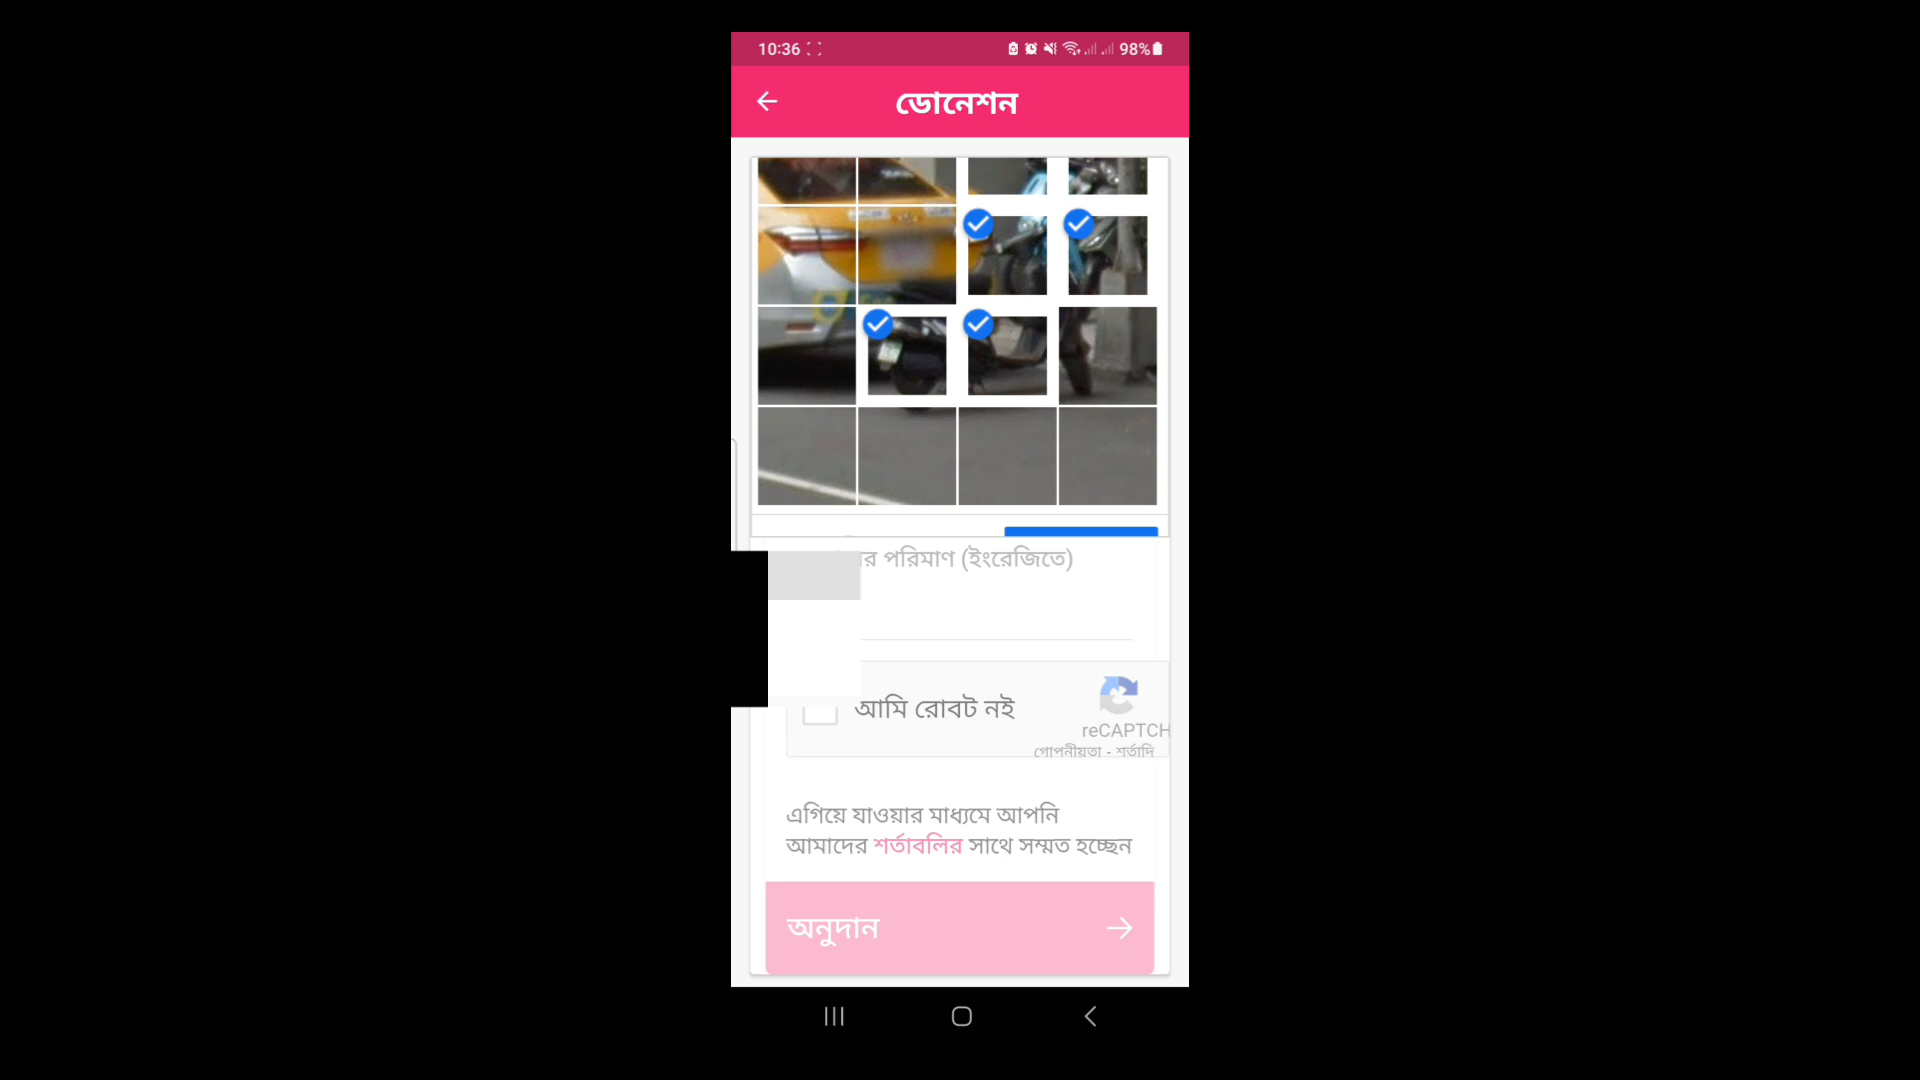 10:36 98%
ডোনেশন
র পরিমাণ (ইংরেজিতে)
আমি রোবট নই
reCAPTCH
গোপনীয়তা - শর্তাদি
এগিয়ে যাওয়ার মাধ্যমে আপনি
আমাদের শর্তাবলির সাথে সম্মত হচ্ছেন
অনুদান